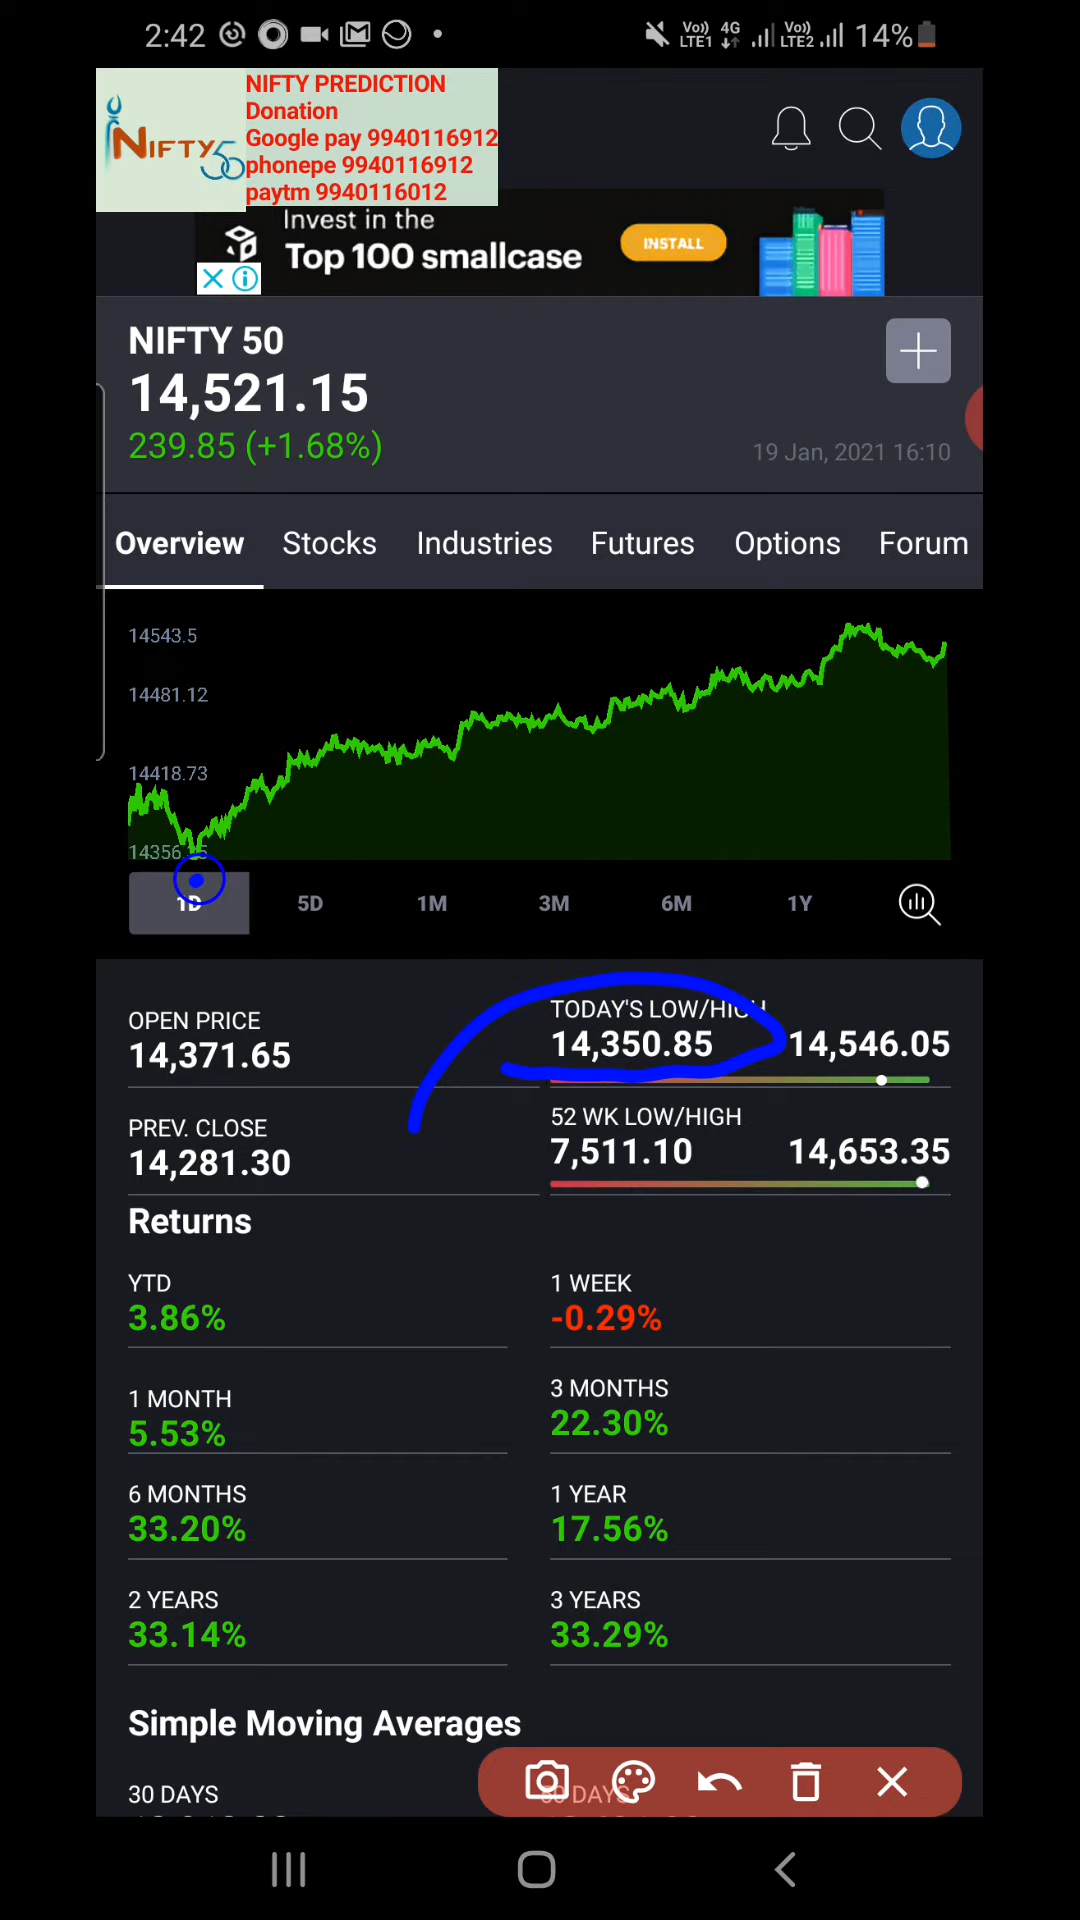 2:42
Vo)) LTE1 4G Vo)) LTE2 14%
NIFTY50
NIFTY PREDICTION
Donation
Google pay 9940116912
phonepe 9940116912
paytm 9940116012
Invest in the
Top 100 smallcase
INSTALL
NIFTY 50
14,521.15
239.85 (+1.68%)
19 Jan, 2021 16:10
Overview Stocks Industries Futures Options Forum
14543.5
14481.12
14418.73
1D 5D 1M 3M 6M 1Y
OPEN PRICE
14,371.65
TODAY'S LOW/HIGH
14,350.85 14,546.05
PREV. CLOSE
14,281.30
52 WK LOW/HIGH
7,511.10 14,653.35
Returns
YTD
3.86%
1 WEEK
-0.29%
1 MONTH
5.53%
3 MONTHS
22.30%
6 MONTHS
33.20%
1 YEAR
17.56%
2 YEARS
33.14%
3 YEARS
33.29%
Simple Moving Averages
30 DAYS
DAYS